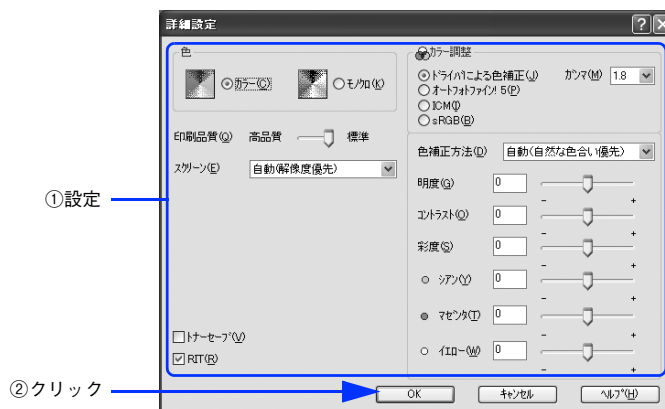 詳細設定
色
カラー(C)
モノクロ(K)
印刷品質(Q) 高品質 標準
スクリーン(E) 自動(解像度優先)
トナーセーブ(V)
RIT(R)
カラー調整
ドライバによる色補正(J) ガンマ(M) 1.8
オートフォトファイン! 5(P)
ICM(I)
sRGB(B)
色補正方法(D) 自動(自然な色合い優先)
明度(G) 0
- +
コントラスト(O) 0
- +
彩度(S) 0
- +
シアン(Y) 0
- +
マゼンタ(T) 0
- +
イエロー(W) 0
- +
①設定
②クリック
OK キャンセル ヘルプ(H)